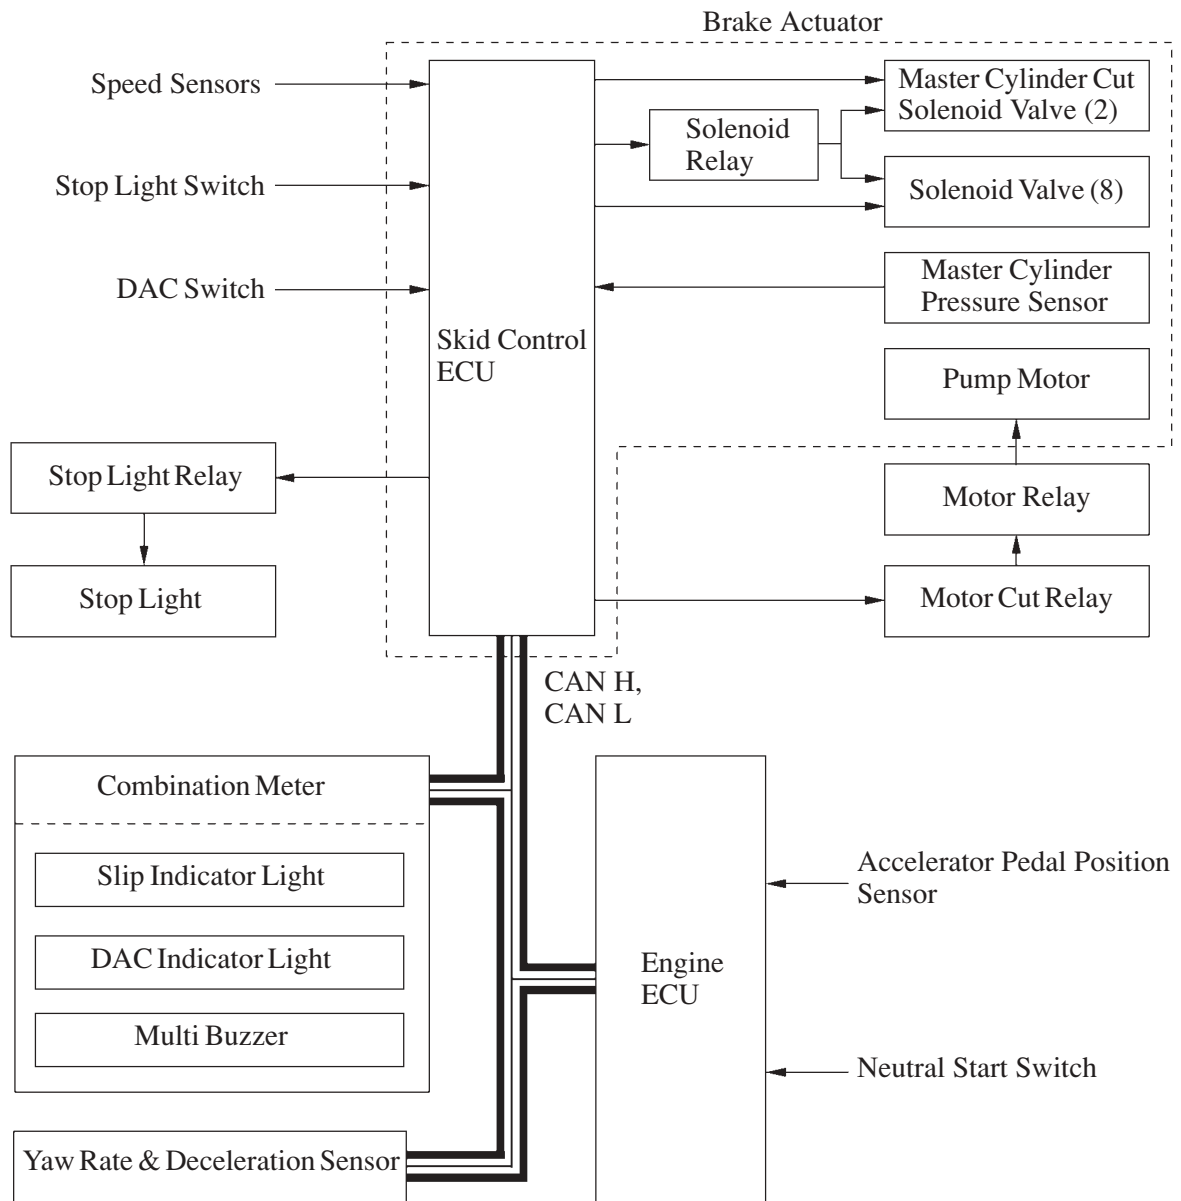 Brake Actuator
Speed Sensors
Master Cylinder Cut
Solenoid Valve (2)
Solenoid
Relay
Stop Light Switch
Solenoid Valve (8)
DAC Switch
Master Cylinder
Pressure Sensor
Skid Control
ECU
Pump Motor
Stop Light Relay
Motor Relay
Stop Light
Motor Cut Relay
CAN H,
CAN L
Combination Meter
Slip Indicator Light
DAC Indicator Light
Multi Buzzer
Engine
ECU
Accelerator Pedal Position
Sensor
Neutral Start Switch
Yaw Rate & Deceleration Sensor